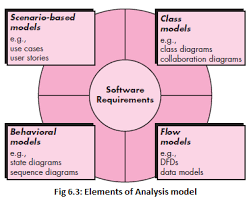 Scenario-based
models
e.g.,
use cases
user stories
Class
models
e.g.,
class diagrams
collaboration diagrams
Software
Requirements
Behavioral
models
e.g.,
state diagrams
sequence diagrams
Flow
models
e.g.,
DFDs
data models
Fig 6.3: Elements of Analysis model